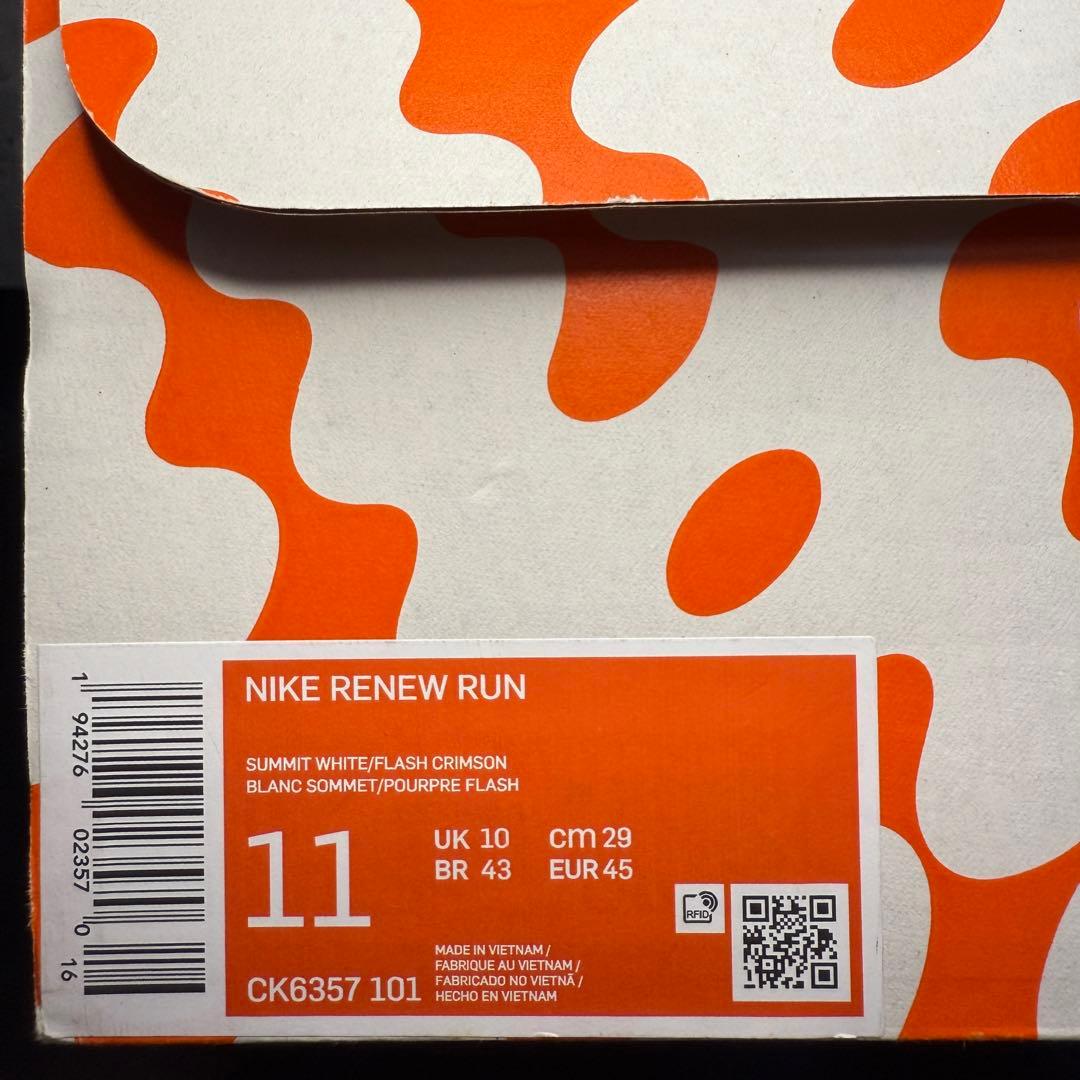 NIKE RENEW RUN
SUMMIT WHITE/FLASH CRIMSON
BLANC SOMMET/POURPRE FLASH
11
UK 10 cm 29
BR 43 EUR 45
RFID
MADE IN VIETNAM /
FABRIQUE AU VIETNAM /
FABRICADO NO VIETNÃ /
HECHO EN VIETNAM
CK6357 101
1 94276 02357 0 16